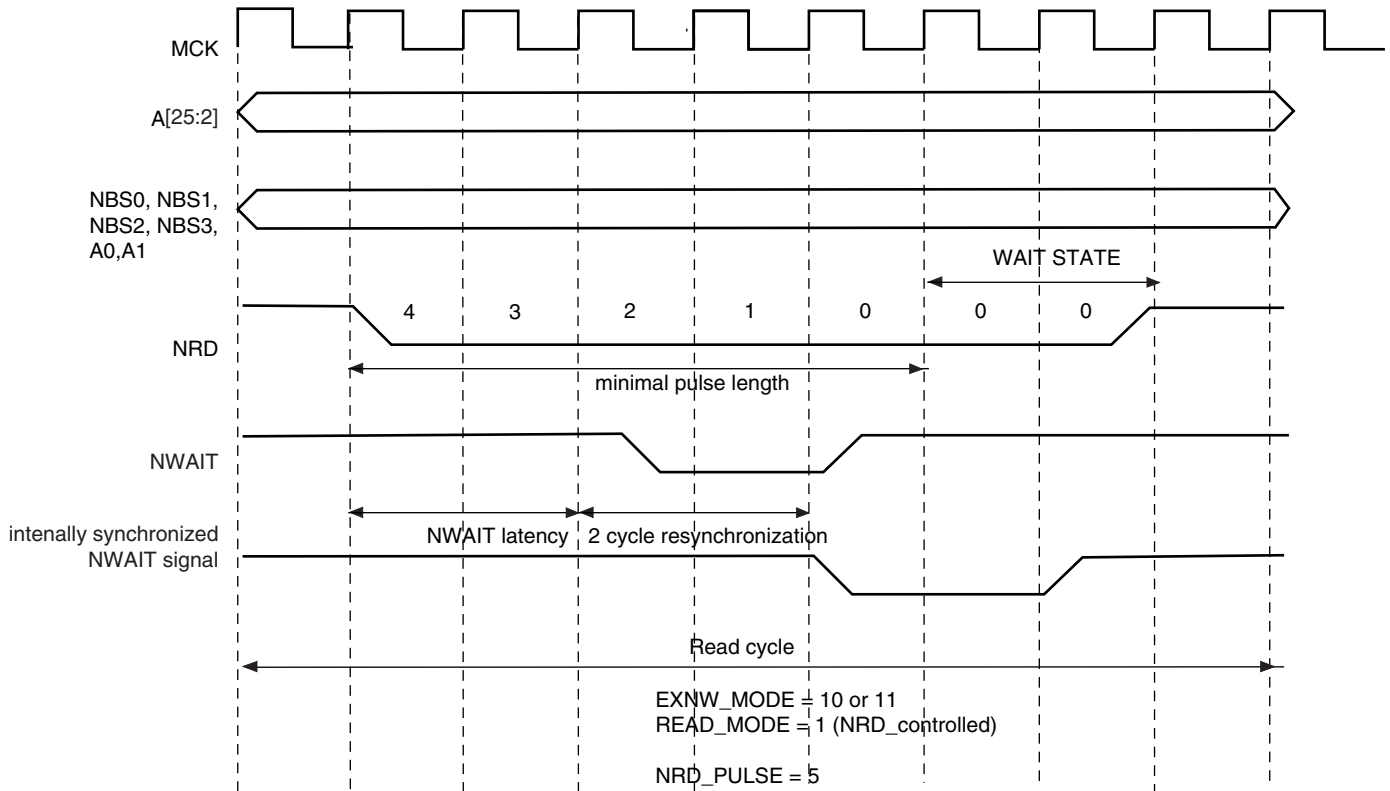 MCK
A[25:2]
NBS0, NBS1,
NBS2, NBS3,
A0,A1
WAIT STATE
4 3 2 1 0 0 0
NRD
minimal pulse length
NWAIT
intenally synchronized
NWAIT signal
NWAIT latency 2 cycle resynchronization
Read cycle
EXNW_MODE = 10 or 11
READ_MODE = 1 (NRD_controlled)
NRD_PULSE = 5